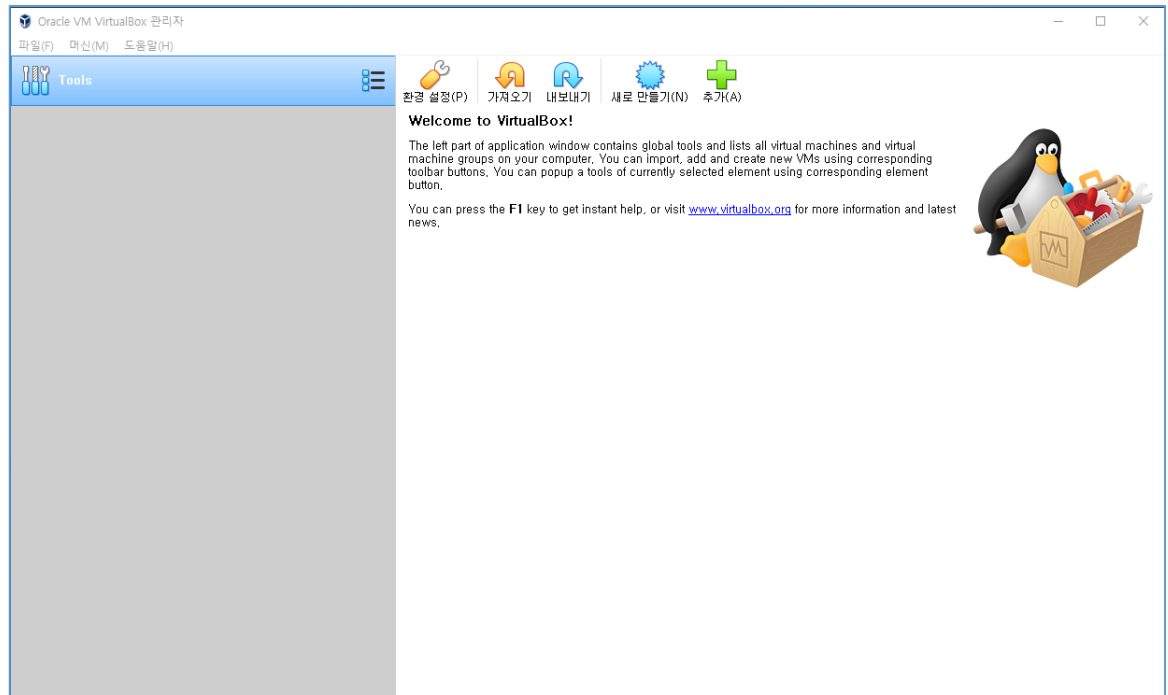 Oracle VM VirtualBox 관리자
파일(F) 머신(M) 도움말(H)
Tools
환경 설정(P) 가져오기 내보내기 새로 만들기(N) 추가(A)
Welcome to VirtualBox!
The left part of application window contains global tools and lists all virtual machines and virtual
machine groups on your computer. You can import, add and create new VMs using corresponding
toolbar buttons. You can popup a tools of currently selected element using corresponding element
button.
You can press the F1 key to get instant help, or visit www.virtualbox.org for more information and latest
news.